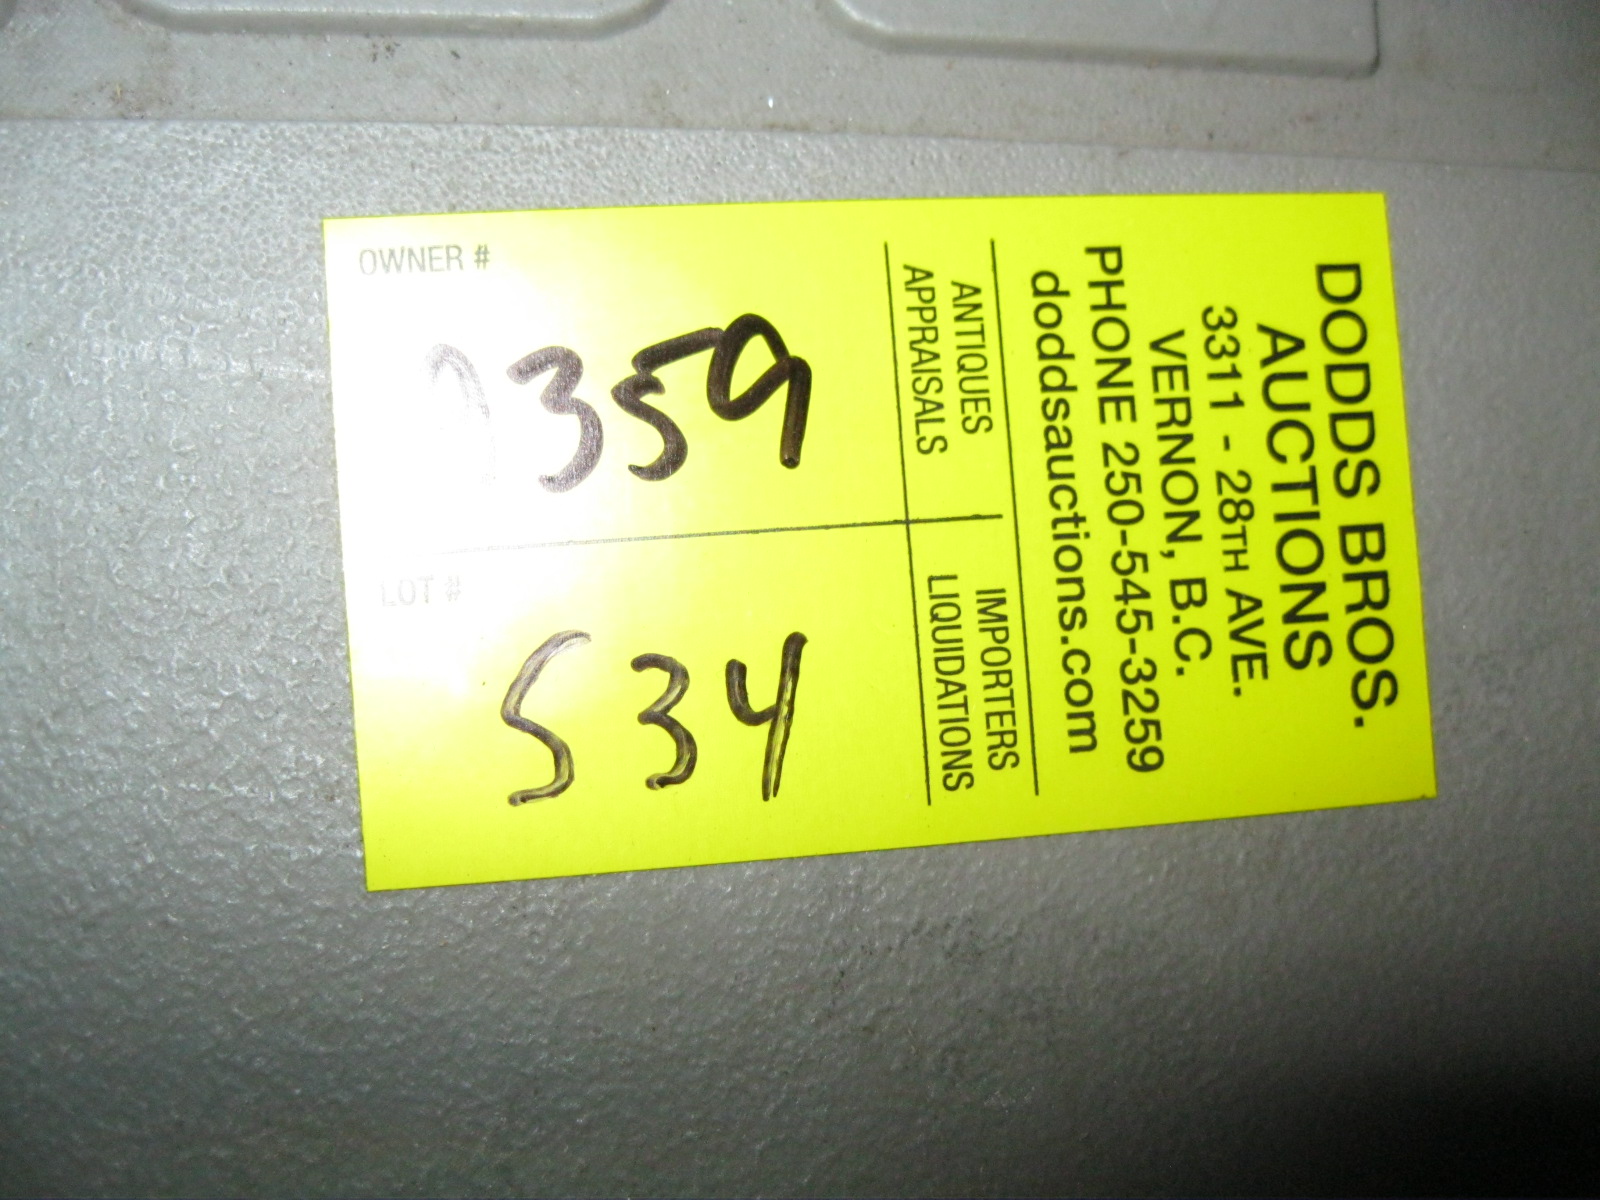 DODDS BROS.
AUCTIONS
3311 - 28TH AVE.
VERNON, B.C.
PHONE 250-545-3259
doddsauctions.com
ANTIQUES
APPRAISALS
IMPORTERS
LIQUIDATIONS
OWNER #
LOT #
534